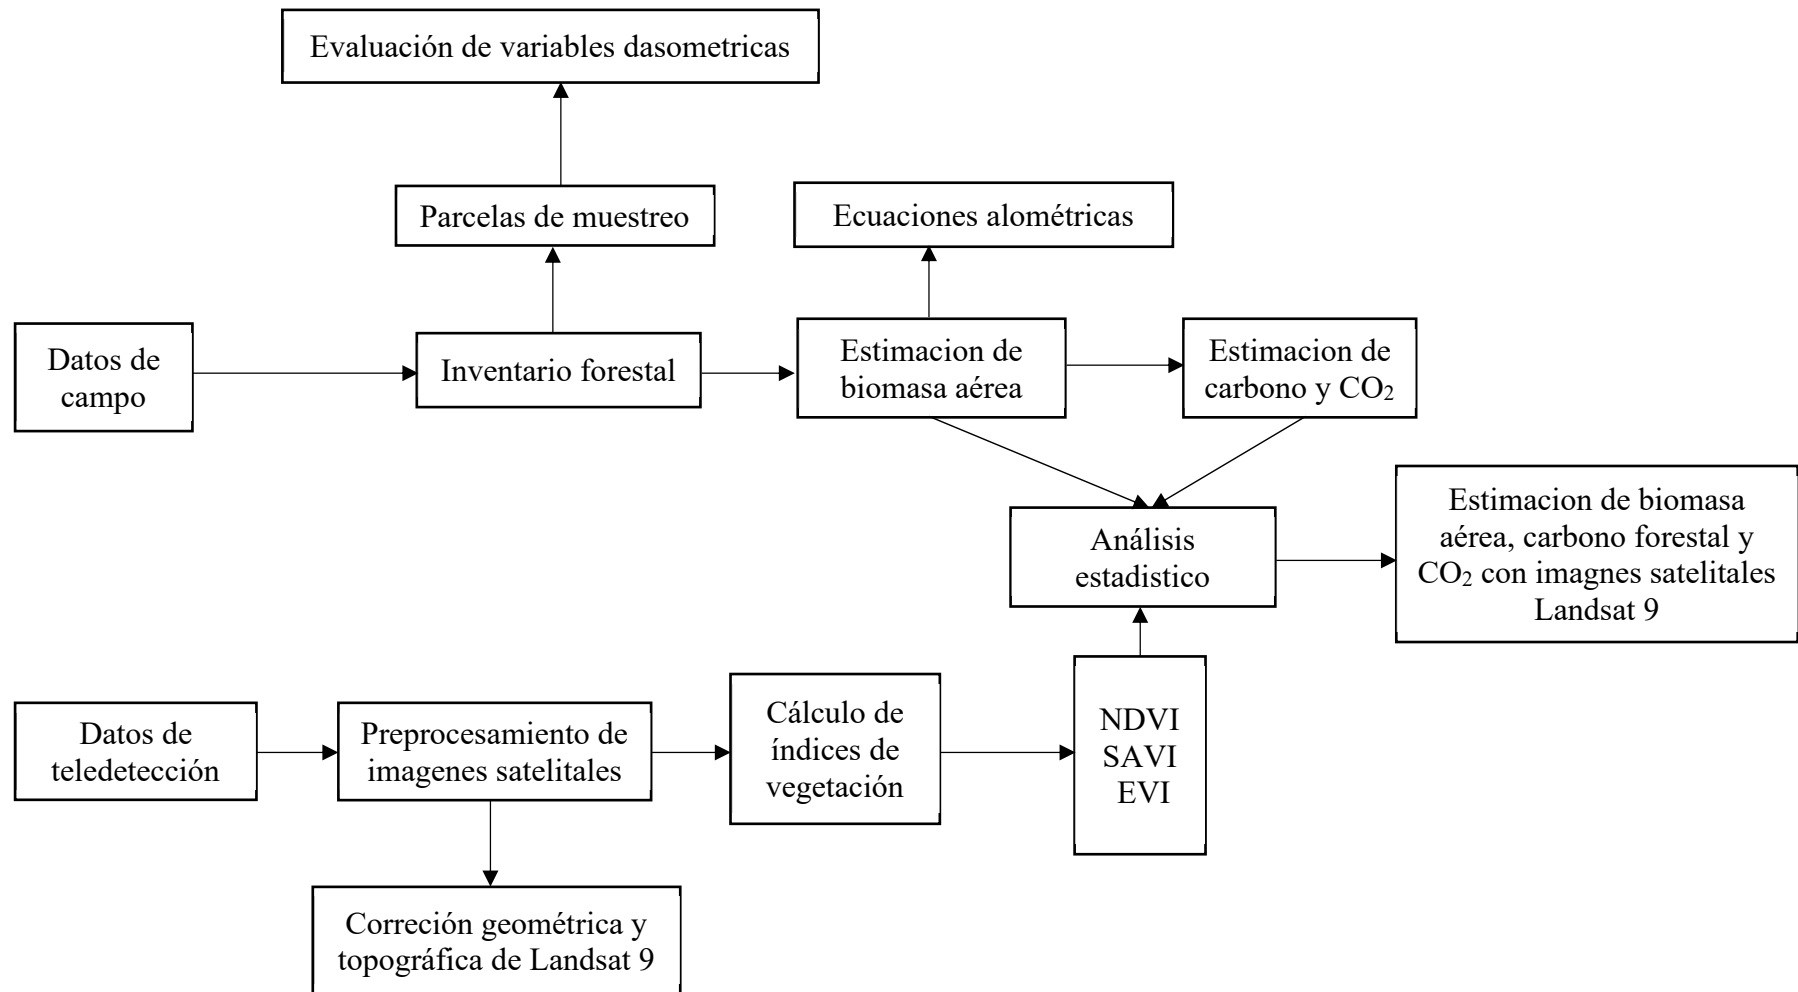 Evaluación de variables dasometricas
Parcelas de muestreo
Ecuaciones alométricas
Datos de
campo
Inventario forestal
Estimacion de
biomasa aérea
Estimacion de
carbono y CO₂
Análisis
estadistico
Estimacion de biomasa
aérea, carbono forestal y
CO₂ con imagnes satelitales
Landsat 9
Datos de
teledetección
Preprocesamiento de
imagenes satelitales
Cálculo de
índices de
vegetación
NDVI
SAVI
EVI
Correción geométrica y
topográfica de Landsat 9